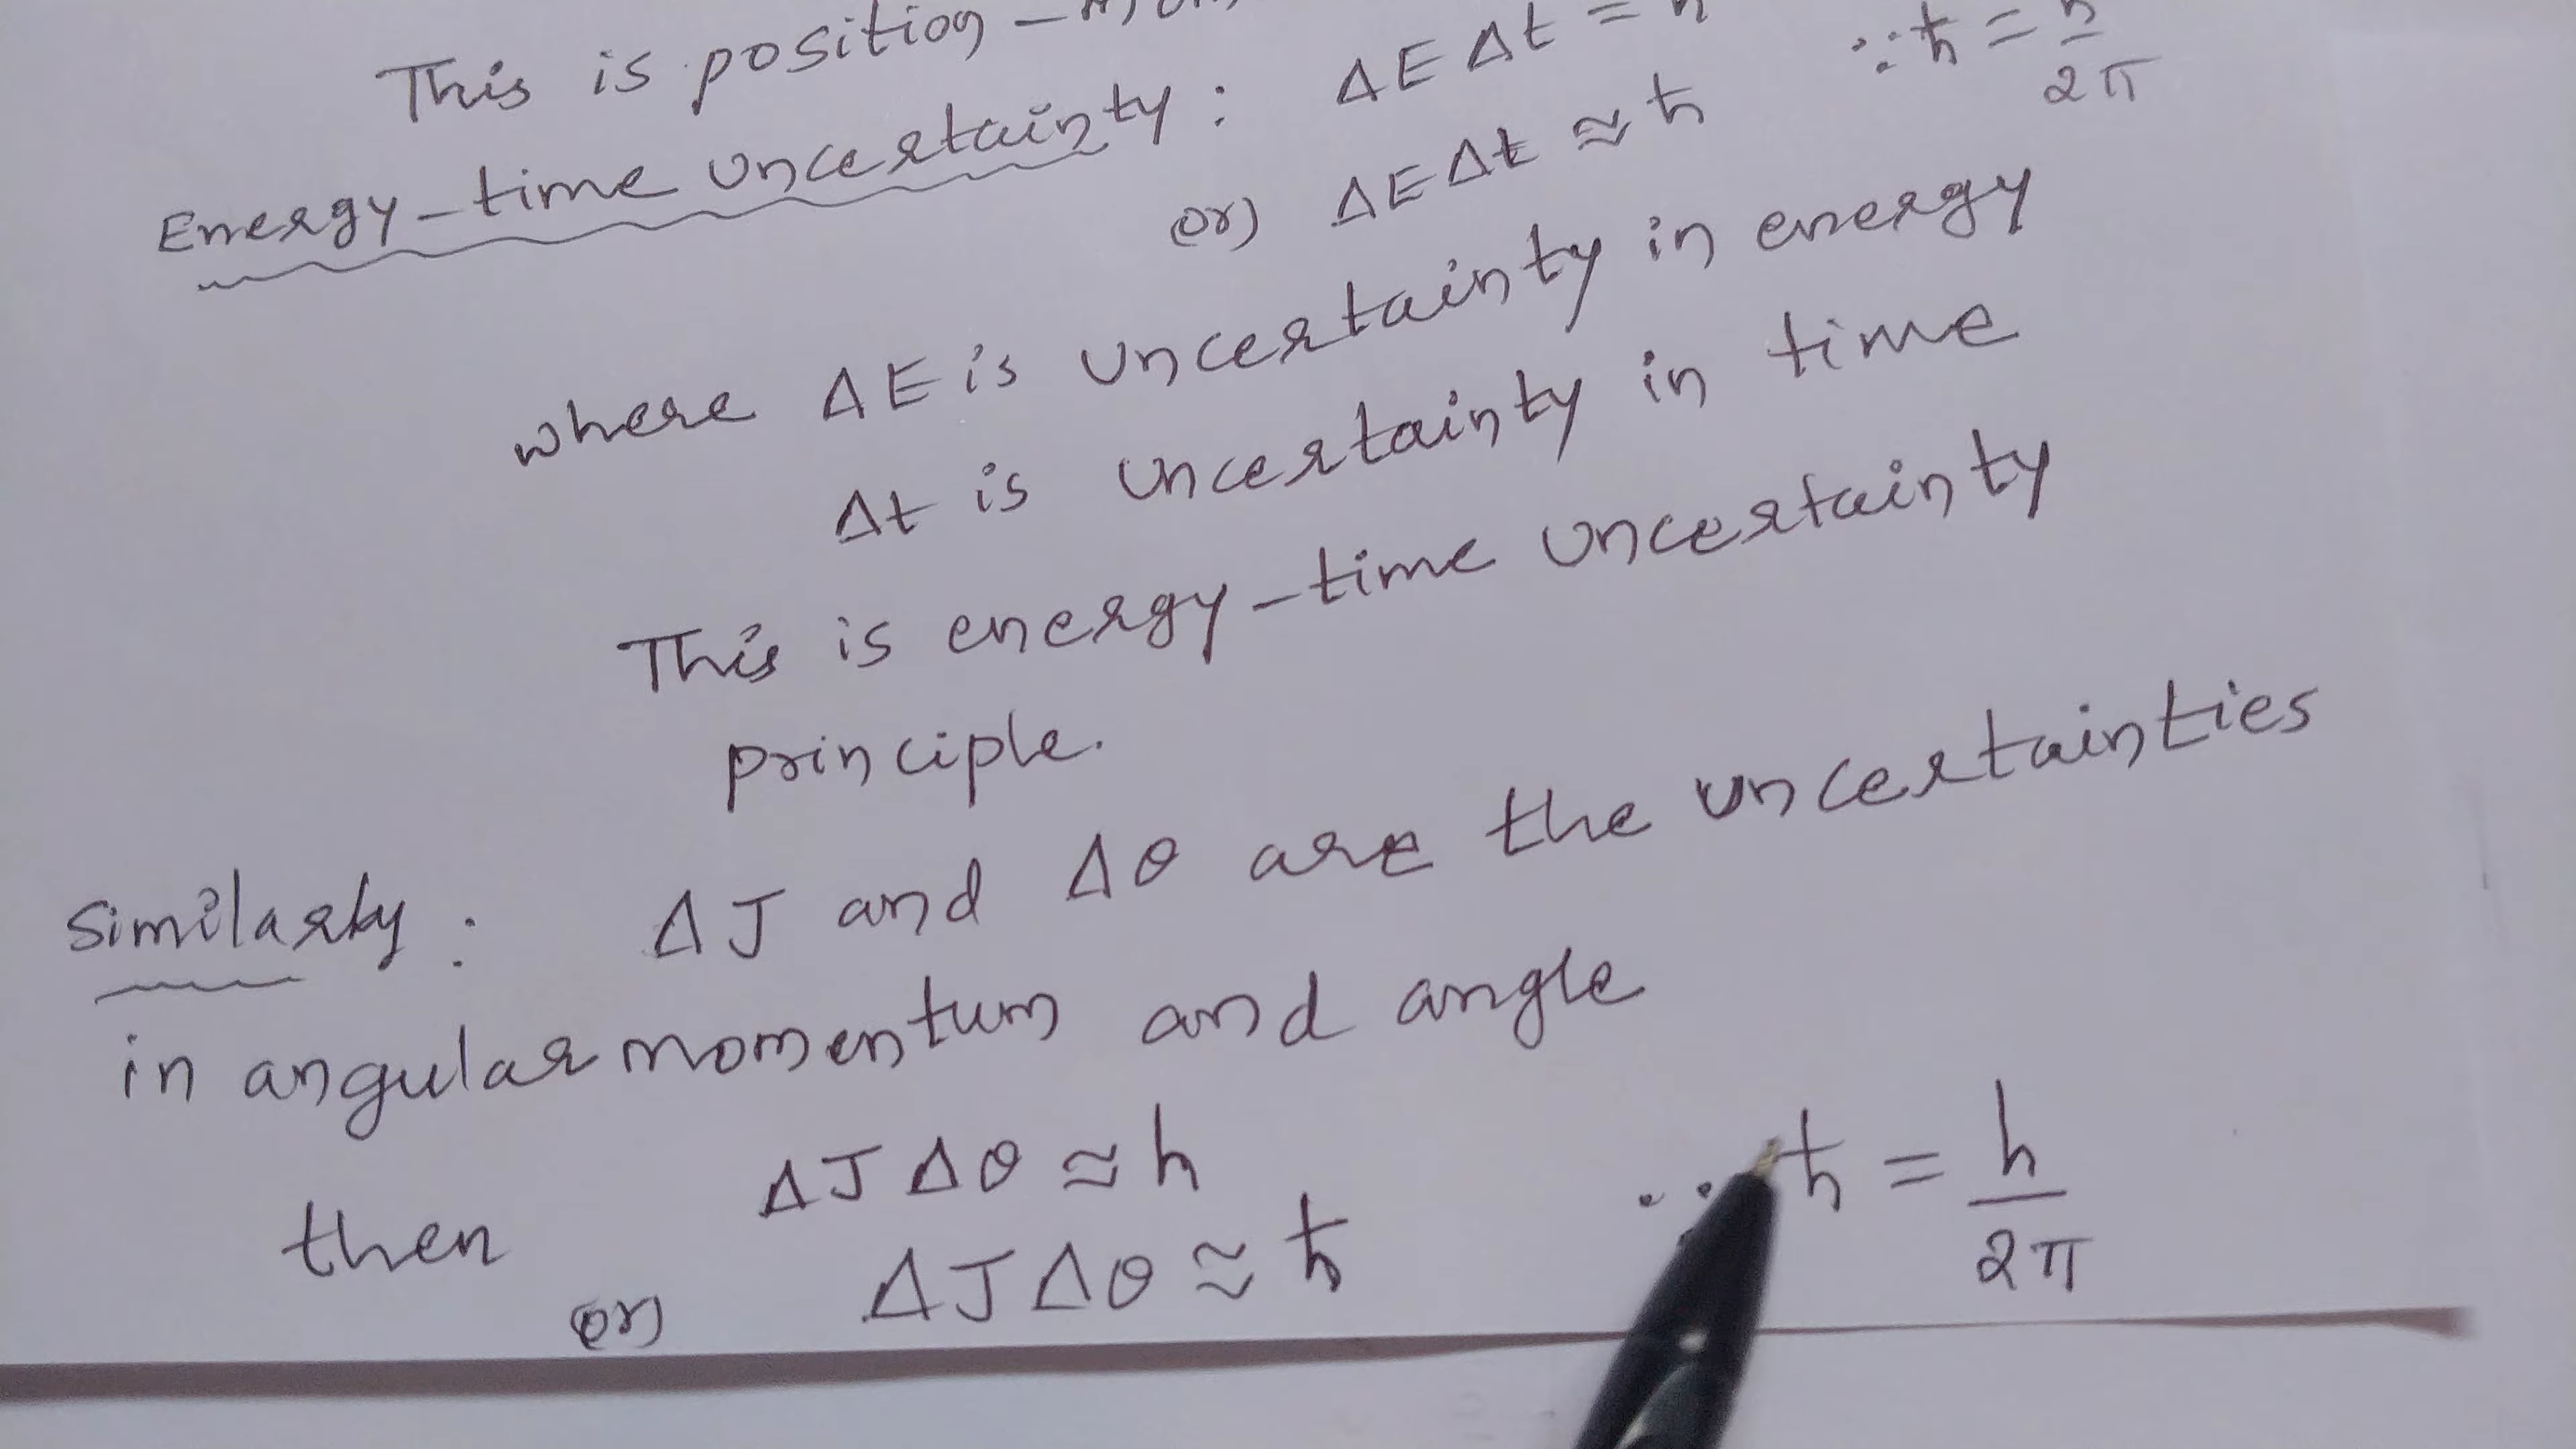 This is position -
Energy-time uncertainty : ΔE Δt = h ∵ ħ = h/2π
or) ΔE Δt ≈ ħ
where ΔE is uncertainty in energy
Δt is uncertainty in time
This is energy-time uncertainty
principle.
Similarly : ΔJ and Δθ are the uncertainties
in angular momentum and angle
then ΔJ Δθ ≈ h ∵ ħ = h/2π
or) ΔJ Δθ ≈ ħ